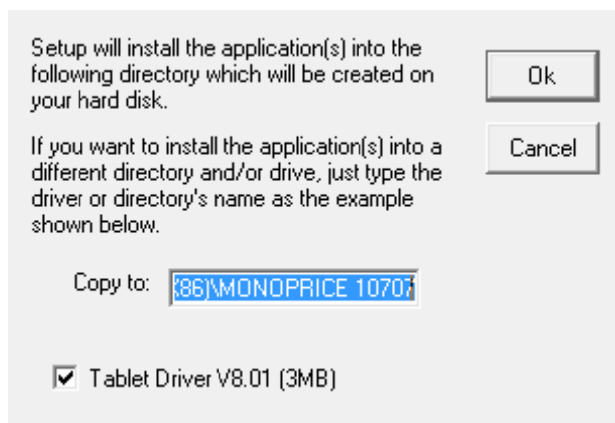 Setup will install the application(s) into the
following directory which will be created on
your hard disk.
Ok
If you want to install the application(s) into a
different directory and/or drive, just type the
driver or directory's name as the example
shown below.
Cancel
Copy to:
(86)\MONOPRICE 10707
Tablet Driver V8.01 (3MB)